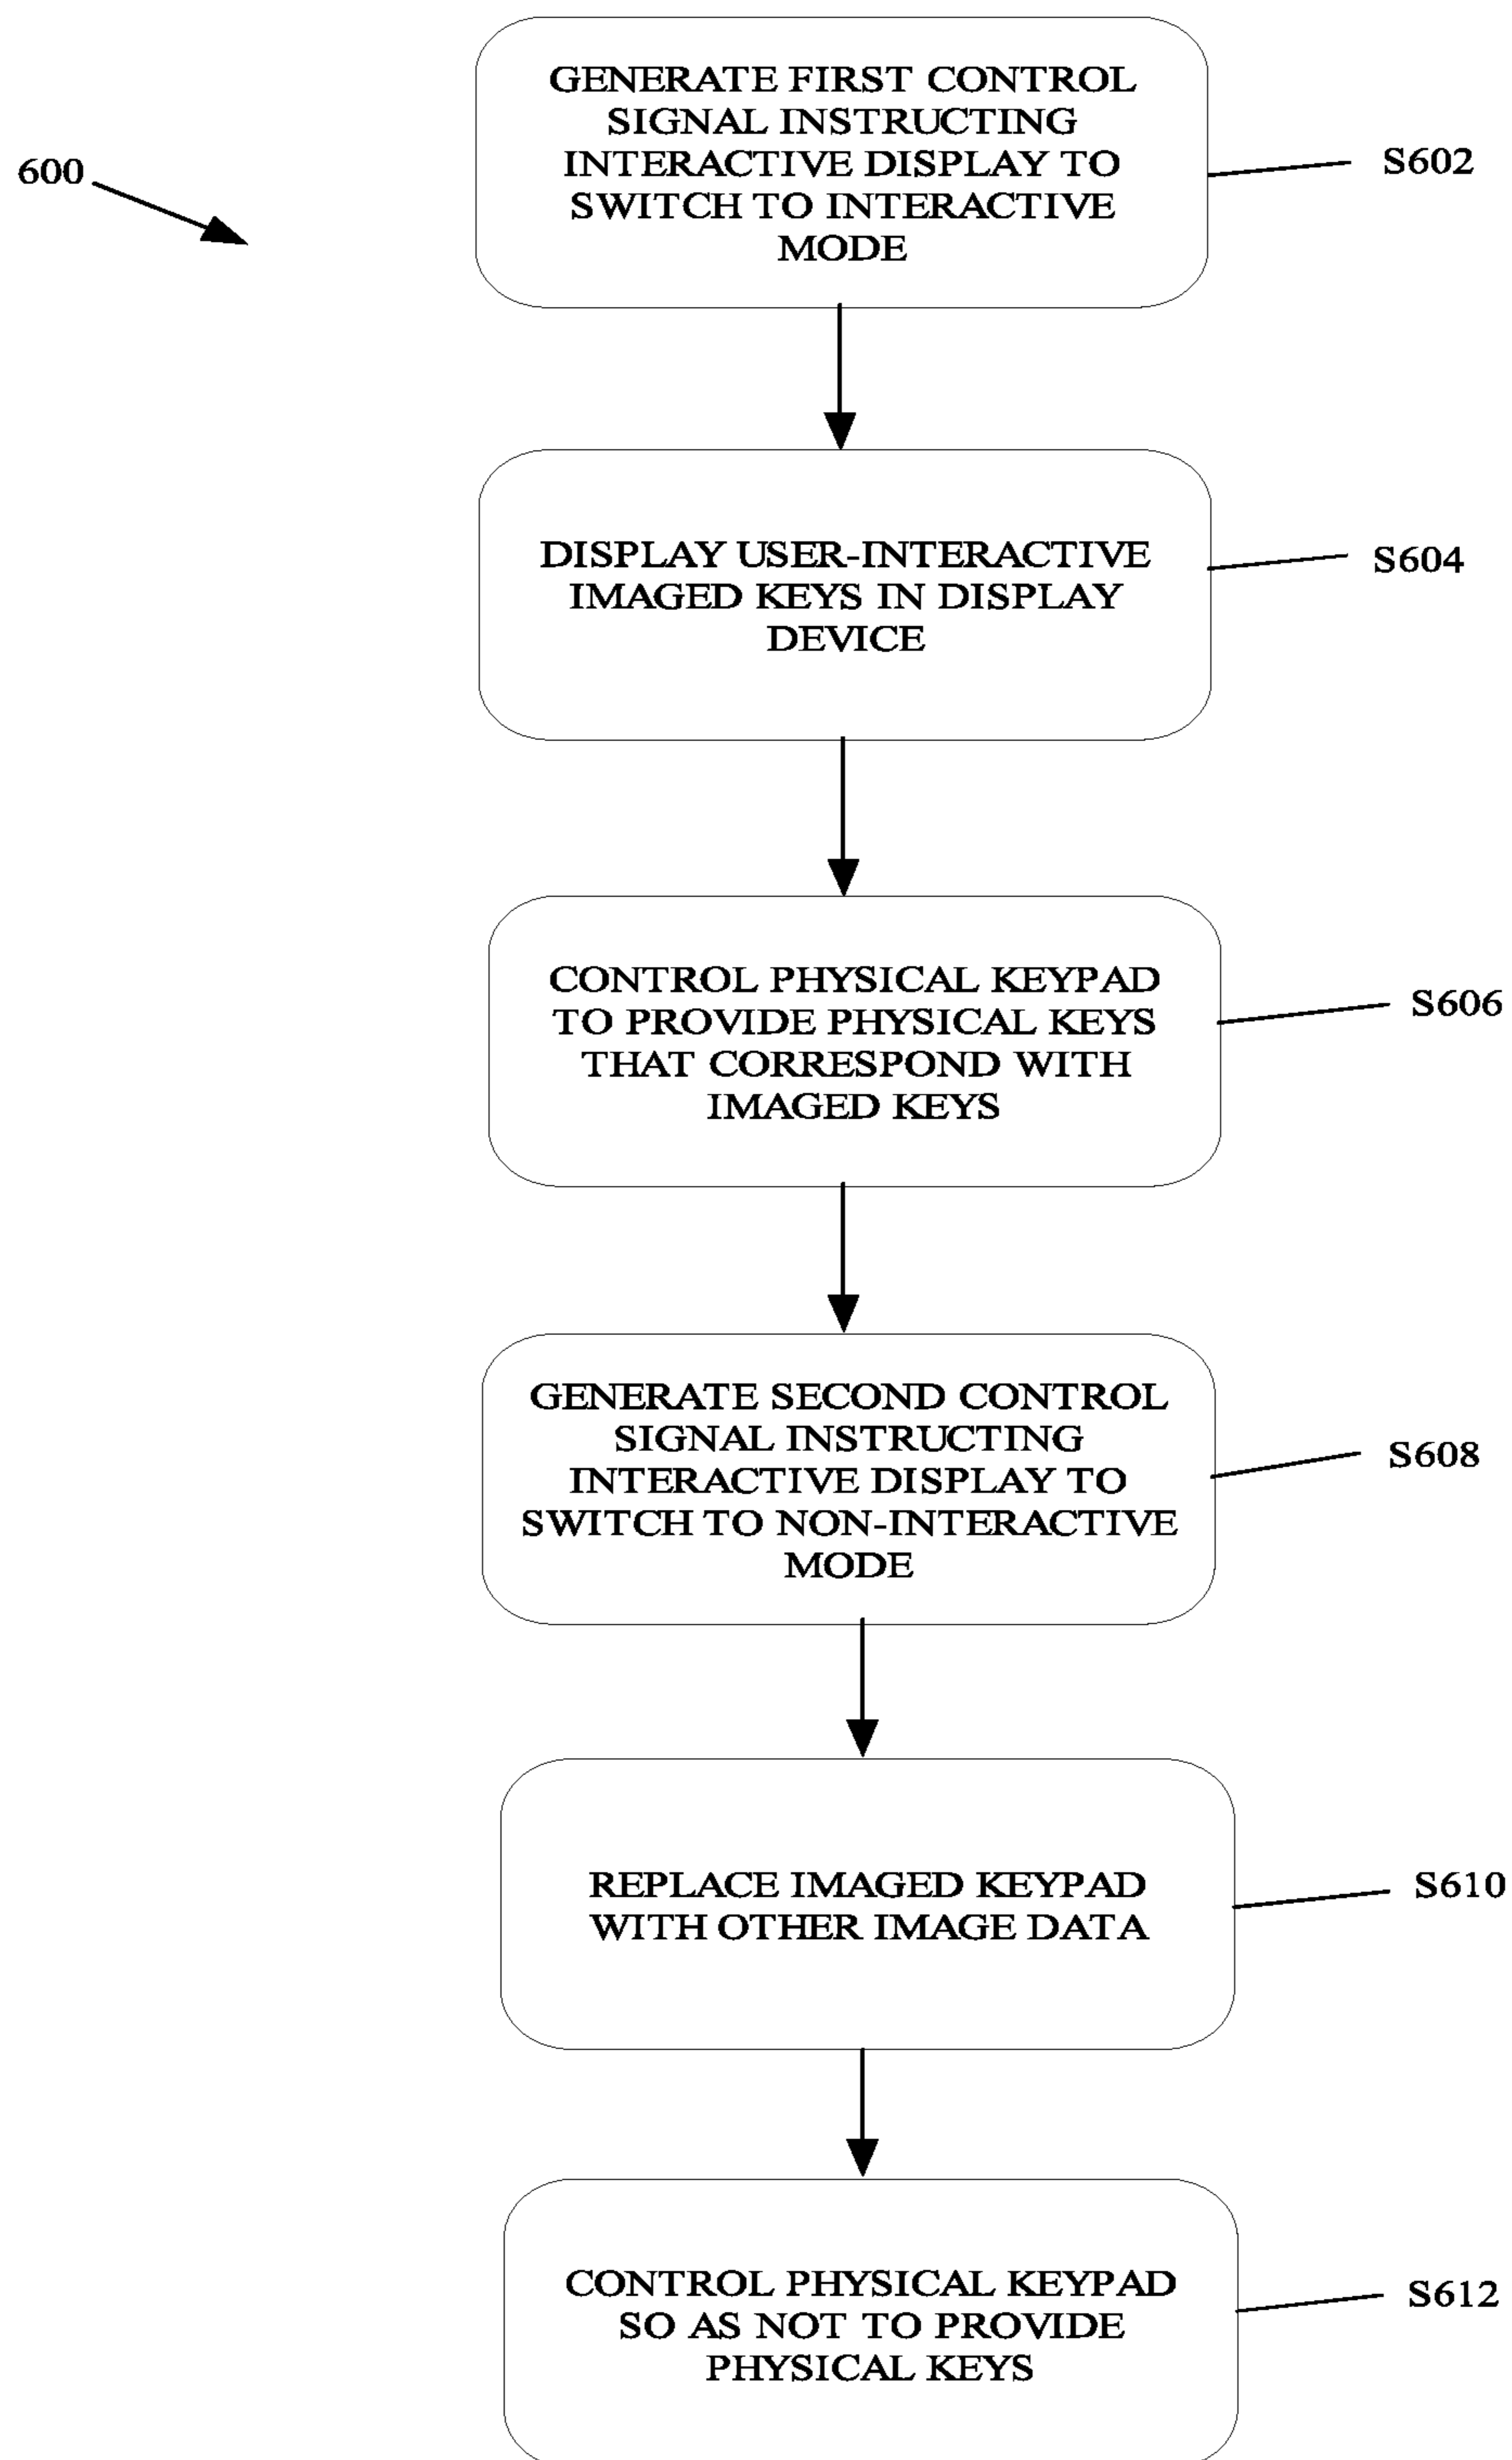 600
GENERATE FIRST CONTROL
SIGNAL INSTRUCTING
INTERACTIVE DISPLAY TO
SWITCH TO INTERACTIVE
MODE
S602
DISPLAY USER-INTERACTIVE
IMAGED KEYS IN DISPLAY
DEVICE
S604
CONTROL PHYSICAL KEYPAD
TO PROVIDE PHYSICAL KEYS
THAT CORRESPOND WITH
IMAGED KEYS
S606
GENERATE SECOND CONTROL
SIGNAL INSTRUCTING
INTERACTIVE DISPLAY TO
SWITCH TO NON-INTERACTIVE
MODE
S608
REPLACE IMAGED KEYPAD
WITH OTHER IMAGE DATA
S610
CONTROL PHYSICAL KEYPAD
SO AS NOT TO PROVIDE
PHYSICAL KEYS
S612